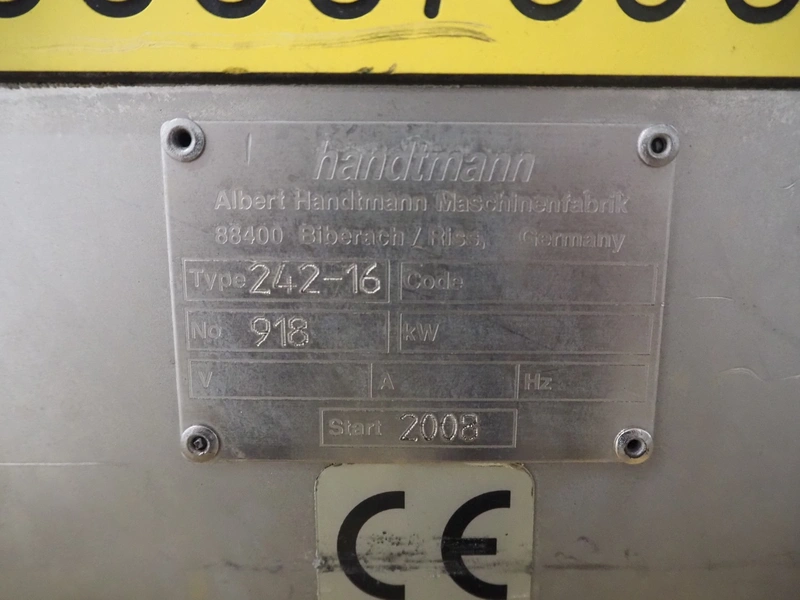 handtmann
Albert Handtmann Maschinenfabrik
88400 Biberach / Riss, Germany
Type 242-16 Code
No 918 kW
V A Hz
Start 2008
CE